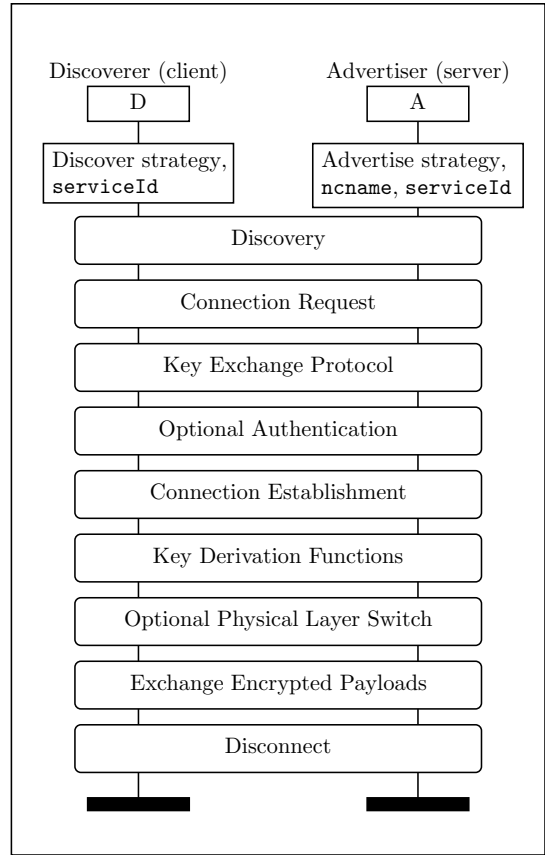 Discoverer (client)
Advertiser (server)
D
A
Discover strategy,
serviceId
Advertise strategy,
ncname, serviceId
Discovery
Connection Request
Key Exchange Protocol
Optional Authentication
Connection Establishment
Key Derivation Functions
Optional Physical Layer Switch
Exchange Encrypted Payloads
Disconnect